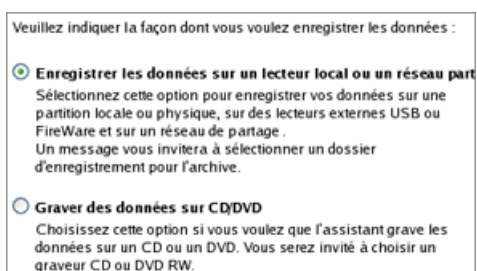 Veuillez indiquer la façon dont vous voulez enregistrer les données :
Enregistrer les données sur un lecteur local ou un réseau part
Sélectionnez cette option pour enregistrer vos données sur une
partition locale ou physique, sur des lecteurs externes USB ou
FireWare et sur un réseau de partage .
Un message vous invitera à sélectionner un dossier
d'enregistrement pour l'archive.
Graver des données sur CD/DVD
Choisissez cette option si vous voulez que l'assistant grave les
données sur un CD ou un DVD. Vous serez invité à choisir un
graveur CD ou DVD RW.